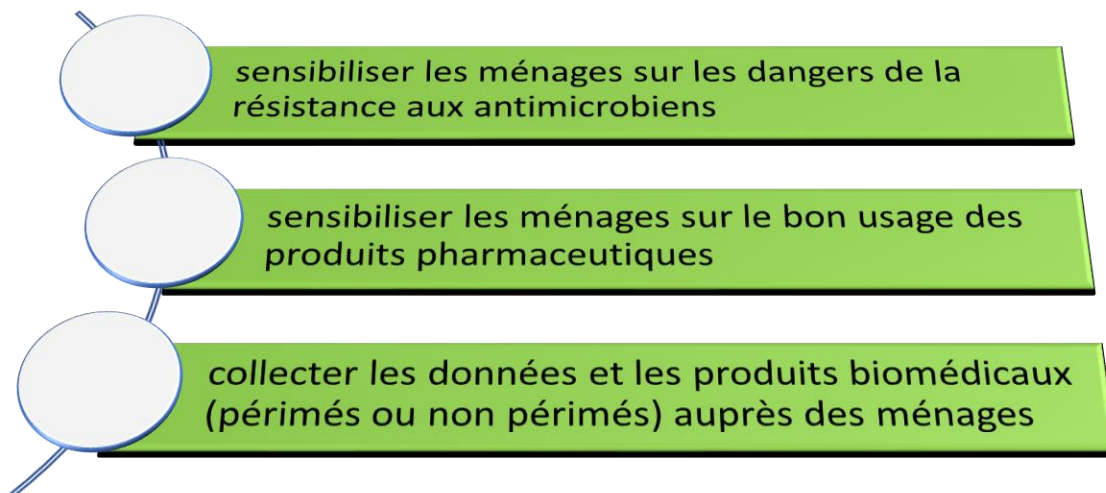 sensibiliser les ménages sur les dangers de la
résistance aux antimicrobiens
sensibiliser les ménages sur le bon usage des
produits pharmaceutiques
collecter les données et les produits biomédicaux
(périmés ou non périmés) auprès des ménages